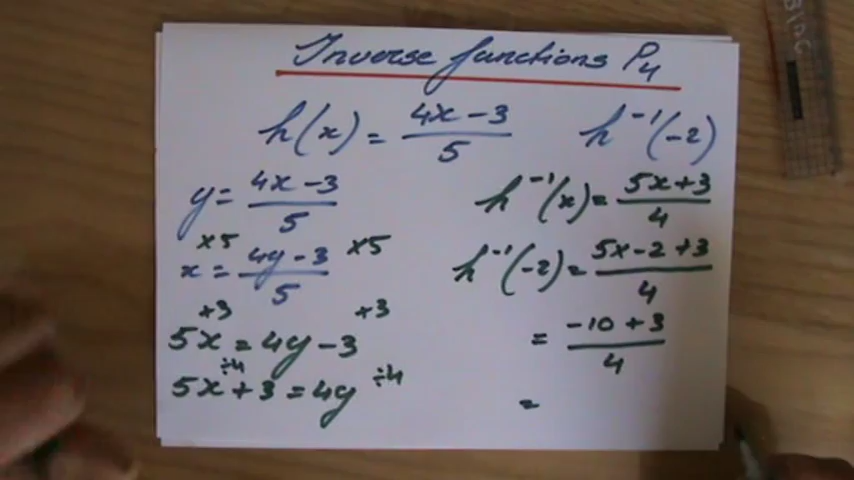 Inverse functions P4
h(x) = 4x-3/5   h⁻¹(-2)
y = 4x-3/5
×5   ×5
x = 4y-3/5
+3   +3
5x = 4y-3
÷4   ÷4
5x+3 = 4y
h⁻¹(x) = 5x+3/4
h⁻¹(-2) = 5x-2+3/4
= -10+3/4
=